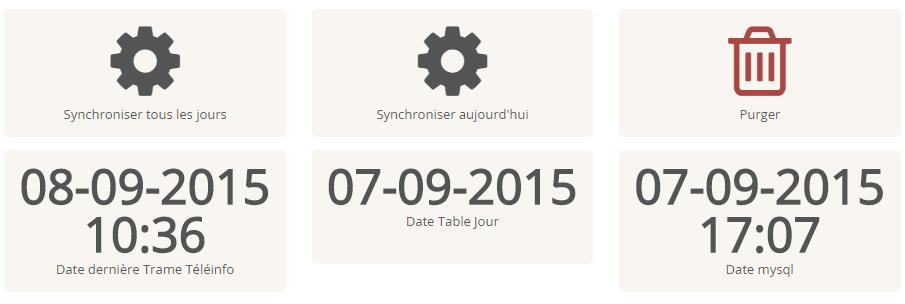 Synchroniser tous les jours
Synchroniser aujourd'hui
Purger
08-09-2015
10:36
Date dernière Trame Téléinfo
07-09-2015
Date Table Jour
07-09-2015
17:07
Date mysql